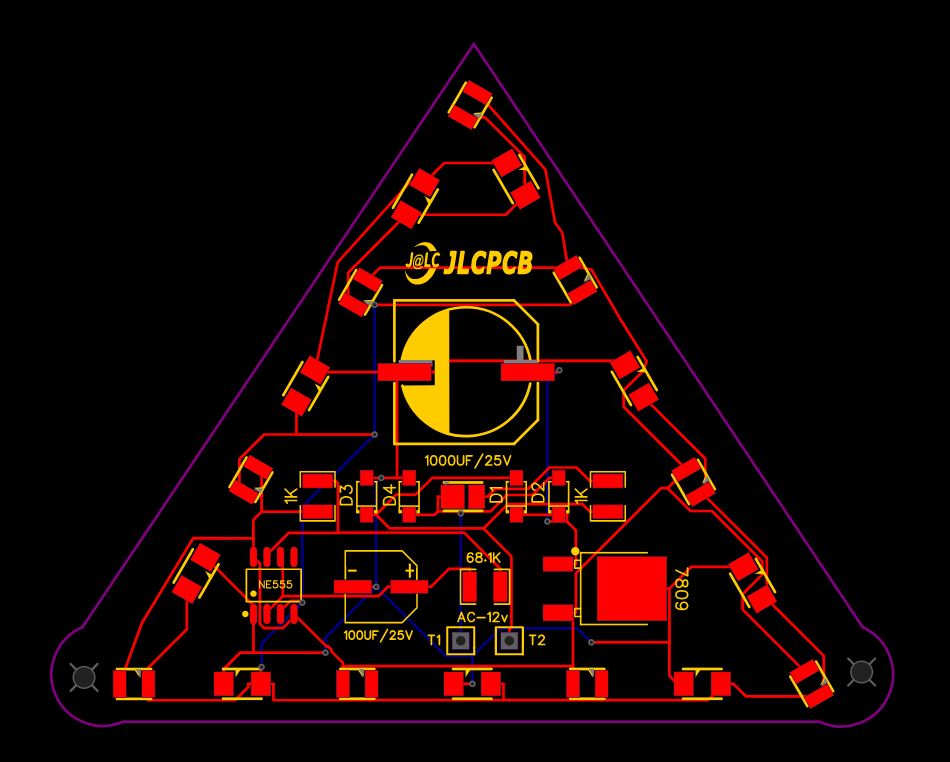 J@LC JLCPCB
1000UF/25V
1K
D3
D4
D1
D2
1K
68.1K
NE555
7809
AC-12v
100UF/25V
T1
T2